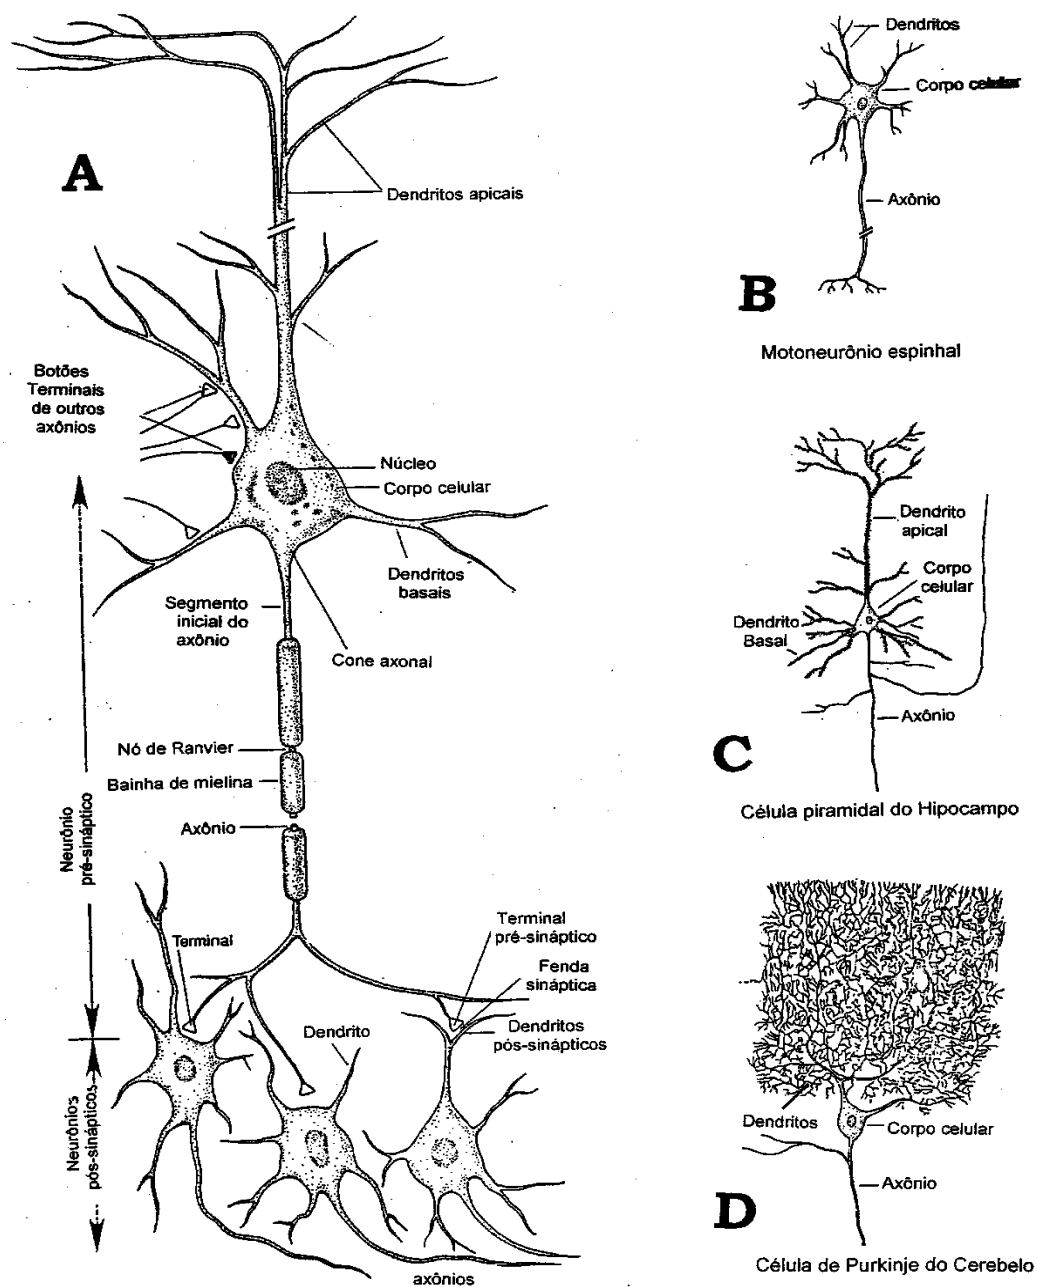 A
Dendritos apicais
Botões
Terminais
de outros
axônios
Núcleo
Corpo celular
Dendritos
basais
Segmento
inicial do
axônio
Cone axonal
Nó de Ranvier
Bainha de mielina
Axônio
Neurônio
pré-sináptico
Terminal
Terminal
pré-sináptico
Fenda
sináptica
Dendrito
Dendritos
pós-sinápticos
Neurônios
pós-sinápticos
axônios
Dendritos
Corpo celular
Axônio
B
Motoneurônio espinhal
Dendrito
apical
Corpo
celular
Dendrito
Basal
Axônio
C
Célula piramidal do Hipocampo
Dendritos
Corpo celular
Axônio
D
Célula de Purkinje do Cerebelo